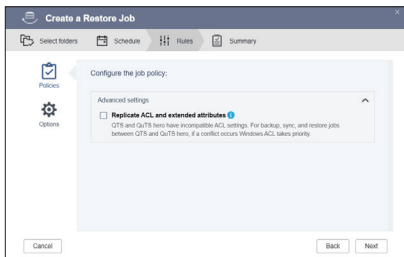 Create a Restore Job
Select folders
Schedule
Rules
Summary
Policies
Options
Configure the job policy:
Advanced settings
Replicate ACL and extended attributes
QTS and QuTS hero have incompatible ACL settings. For backup, sync, and restore jobs
between QTS and QuTS hero, if a conflict occurs Windows ACL takes priority.
Cancel
Back
Next